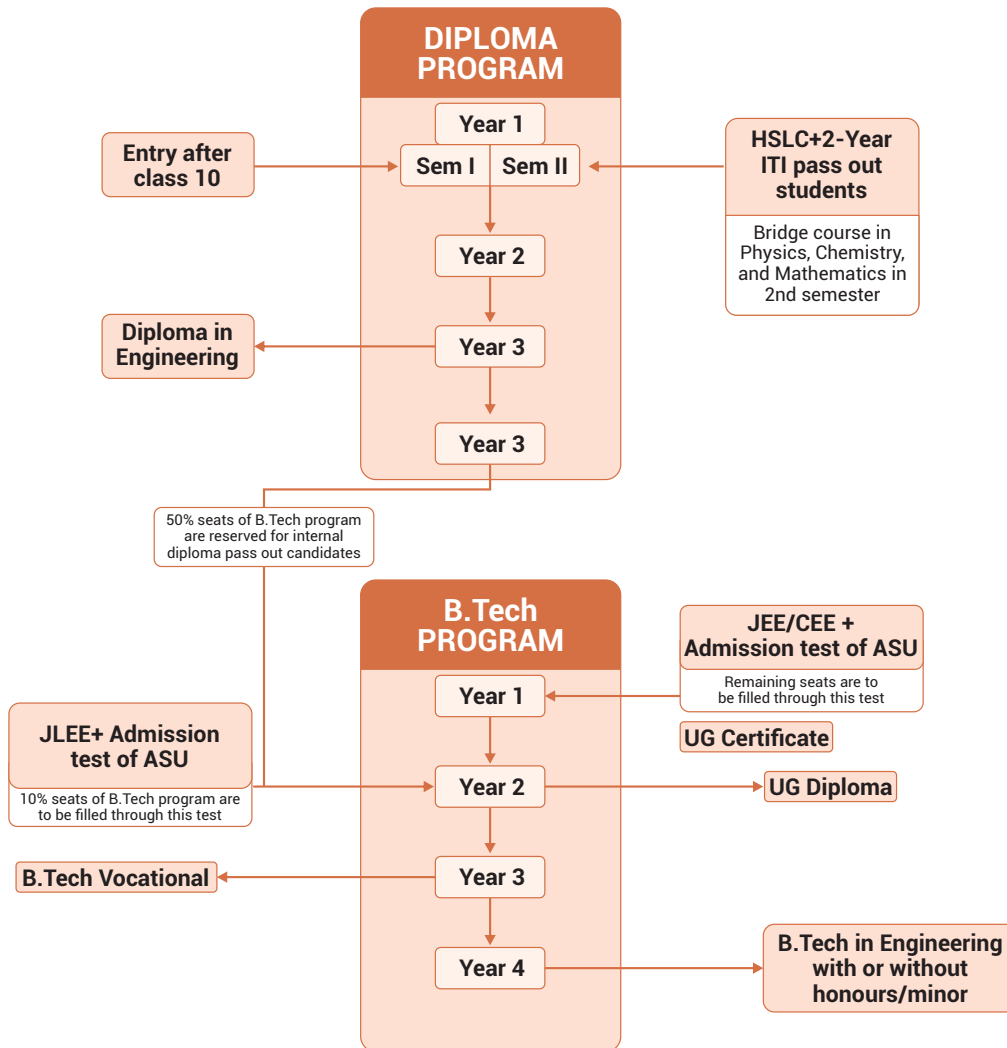 DIPLOMA
PROGRAM
Year 1
Sem I
Sem II
Entry after
class 10
HSLC+2-Year
ITI pass out
students
Bridge course in
Physics, Chemistry,
and Mathematics in
2nd semester
Year 2
Diploma in
Engineering
Year 3
Year 3
50% seats of B.Tech program
are reserved for internal
diploma pass out candidates
B.Tech
PROGRAM
JEE/CEE +
Admission test of ASU
Remaining seats are to
be filled through this test
Year 1
UG Certificate
JLEE+ Admission
test of ASU
10% seats of B.Tech program are
to be filled through this test
Year 2
UG Diploma
B.Tech Vocational
Year 3
Year 4
B.Tech in Engineering
with or without
honours/minor